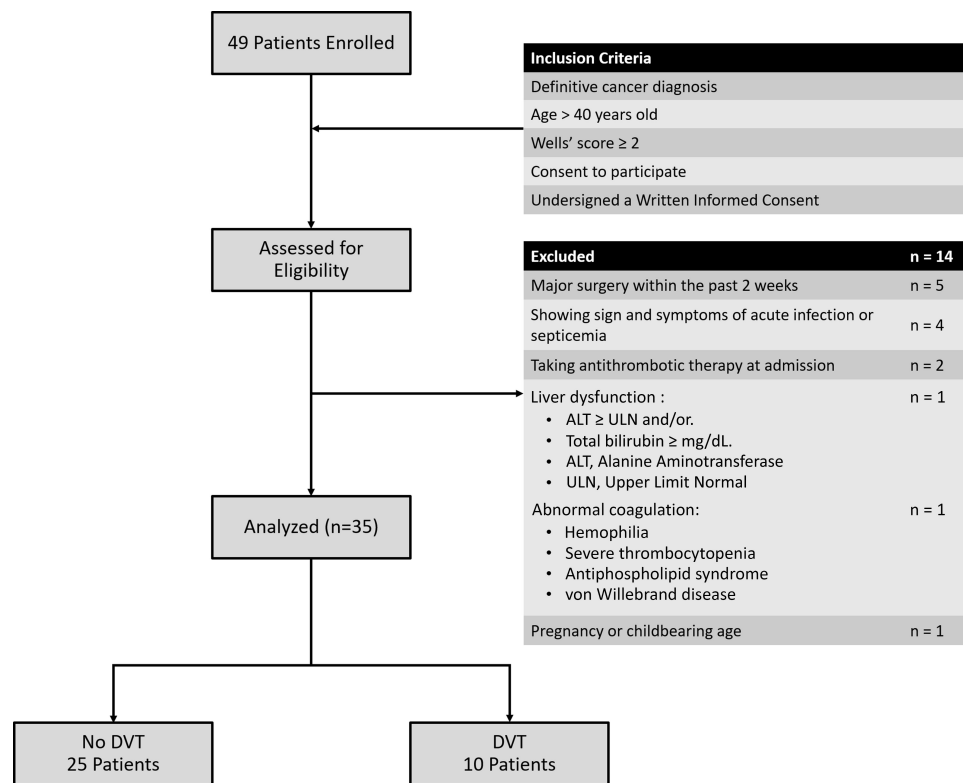 49 Patients Enrolled
Inclusion Criteria
Definitive cancer diagnosis
Age > 40 years old
Wells' score ≥ 2
Consent to participate
Undersigned a Written Informed Consent
Assessed for
Eligibility
Excluded n = 14
Major surgery within the past 2 weeks n = 5
Showing sign and symptoms of acute infection or
septicemia n = 4
Taking antithrombotic therapy at admission n = 2
Liver dysfunction : n = 1
• ALT ≥ ULN and/or.
• Total bilirubin ≥ mg/dL.
• ALT, Alanine Aminotransferase
• ULN, Upper Limit Normal
Abnormal coagulation: n = 1
• Hemophilia
• Severe thrombocytopenia
• Antiphospholipid syndrome
• von Willebrand disease
Pregnancy or childbearing age n = 1
Analyzed (n=35)
No DVT
25 Patients
DVT
10 Patients